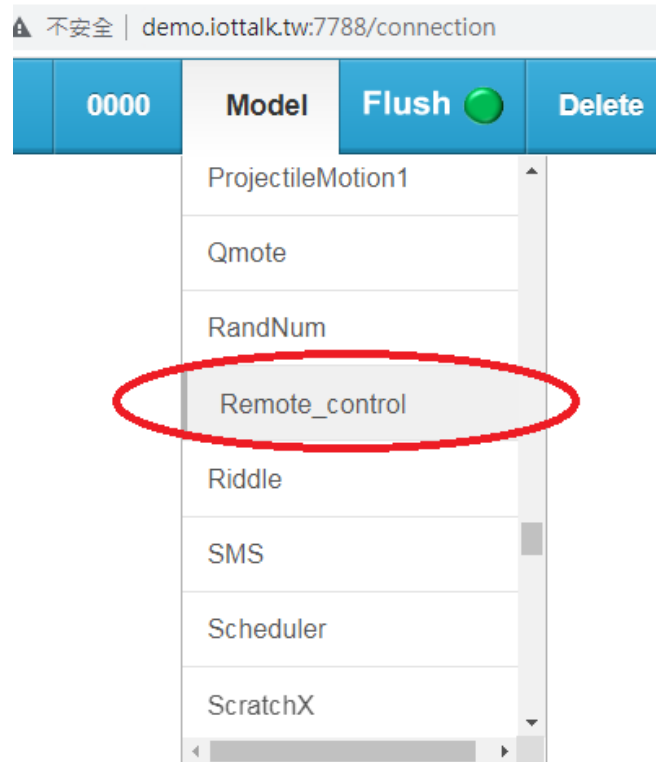 不安全 | demo.iottalk.tw:7788/connection
0000 Model Flush Delete
ProjectileMotion1
Qmote
RandNum
Remote_control
Riddle
SMS
Scheduler
ScratchX